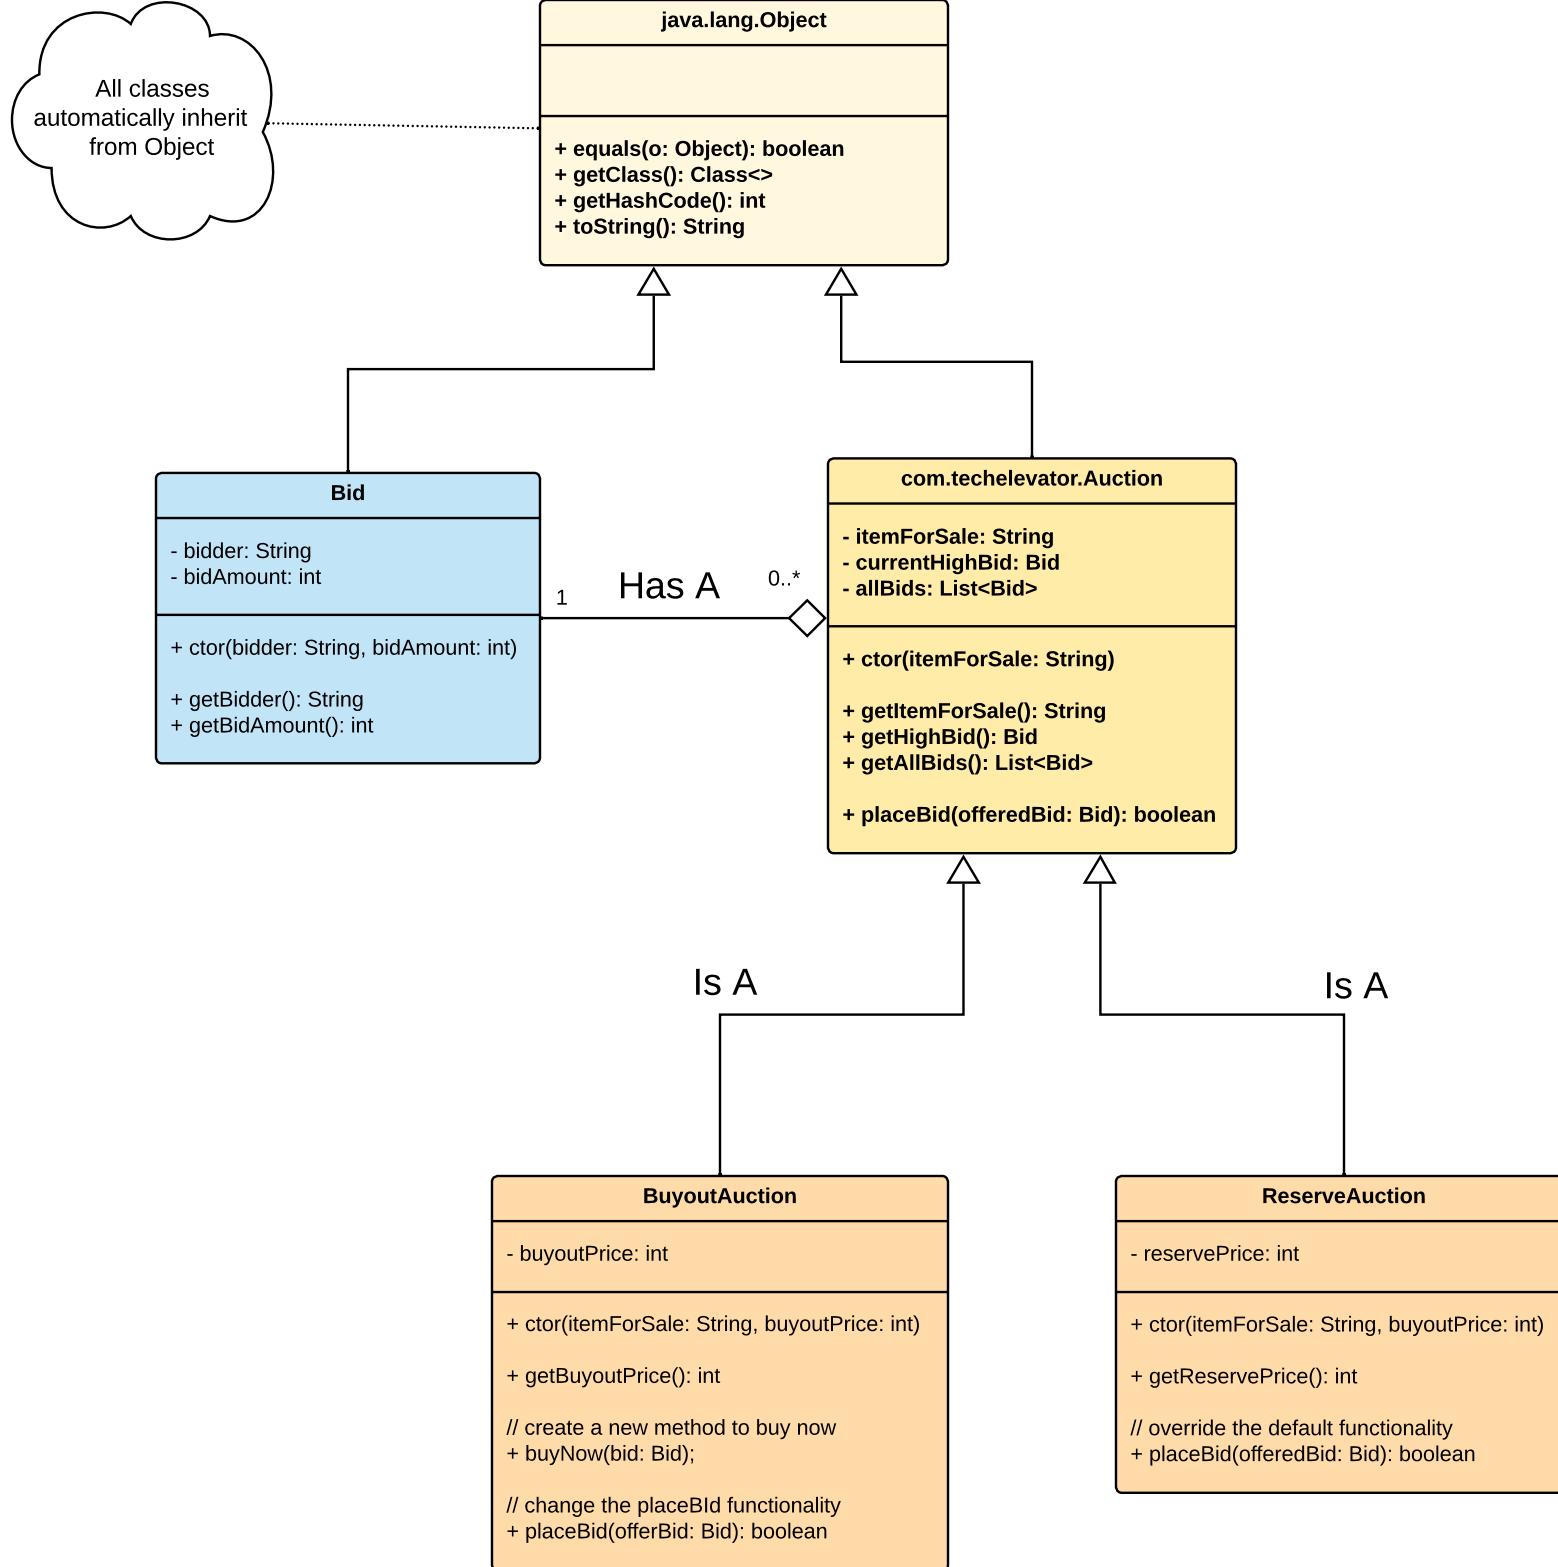 java.lang.Object
All classes
automatically inherit
from Object
+ equals(o: Object): boolean
+ getClass(): Class<>
+ getHashCode(): int
+ toString(): String
Bid
- bidder: String
- bidAmount: int
+ ctor(bidder: String, bidAmount: int)
+ getBidder(): String
+ getBidAmount(): int
1
Has A
0..*
com.techelevator.Auction
- itemForSale: String
- currentHighBid: Bid
- allBids: List<Bid>
+ ctor(itemForSale: String)
+ getItemForSale(): String
+ getHighBid(): Bid
+ getAllBids(): List<Bid>
+ placeBid(offeredBid: Bid): boolean
Is A
Is A
BuyoutAuction
- buyoutPrice: int
+ ctor(itemForSale: String, buyoutPrice: int)
+ getBuyoutPrice(): int
// create a new method to buy now
+ buyNow(bid: Bid);
// change the placeBId functionality
+ placeBid(offerBid: Bid): boolean
ReserveAuction
- reservePrice: int
+ ctor(itemForSale: String, buyoutPrice: int)
+ getReservePrice(): int
// override the default functionality
+ placeBid(offeredBid: Bid): boolean